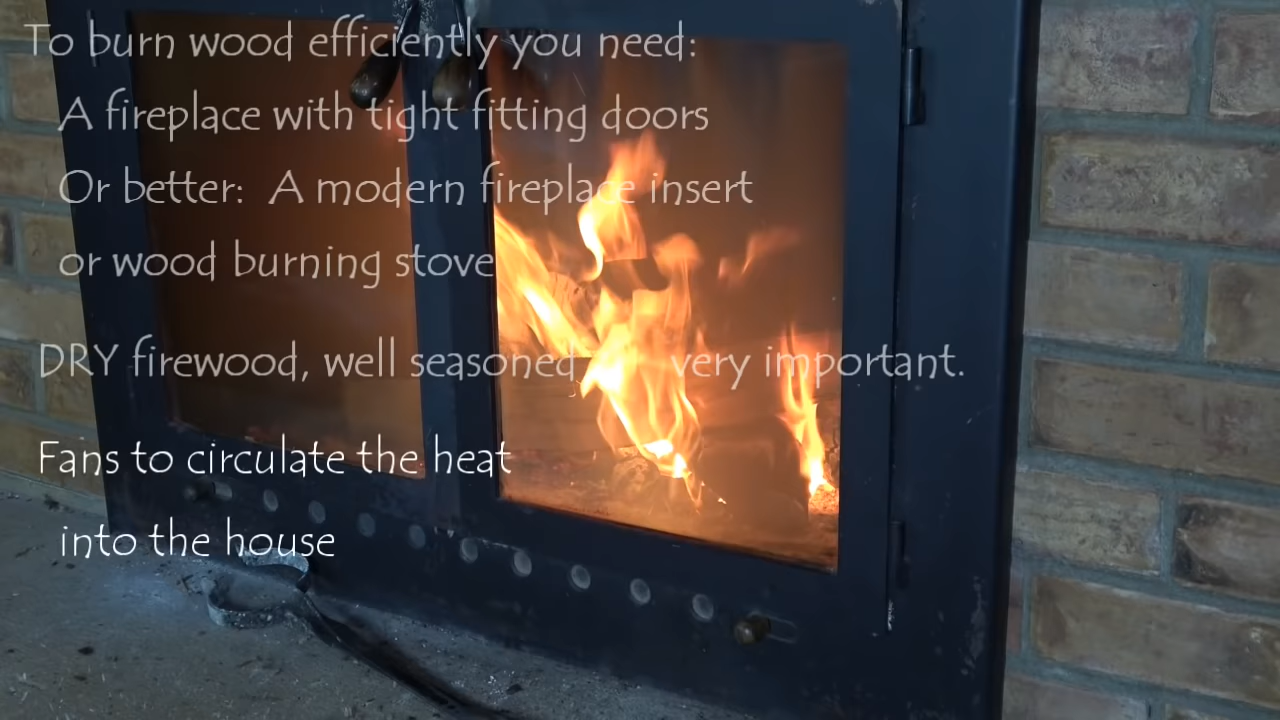 To burn wood efficiently you need:
A fireplace with tight fitting doors
Or better: A modern fireplace insert
or wood burning stove
DRY firewood, well seasoned very important.
Fans to circulate the heat
into the house